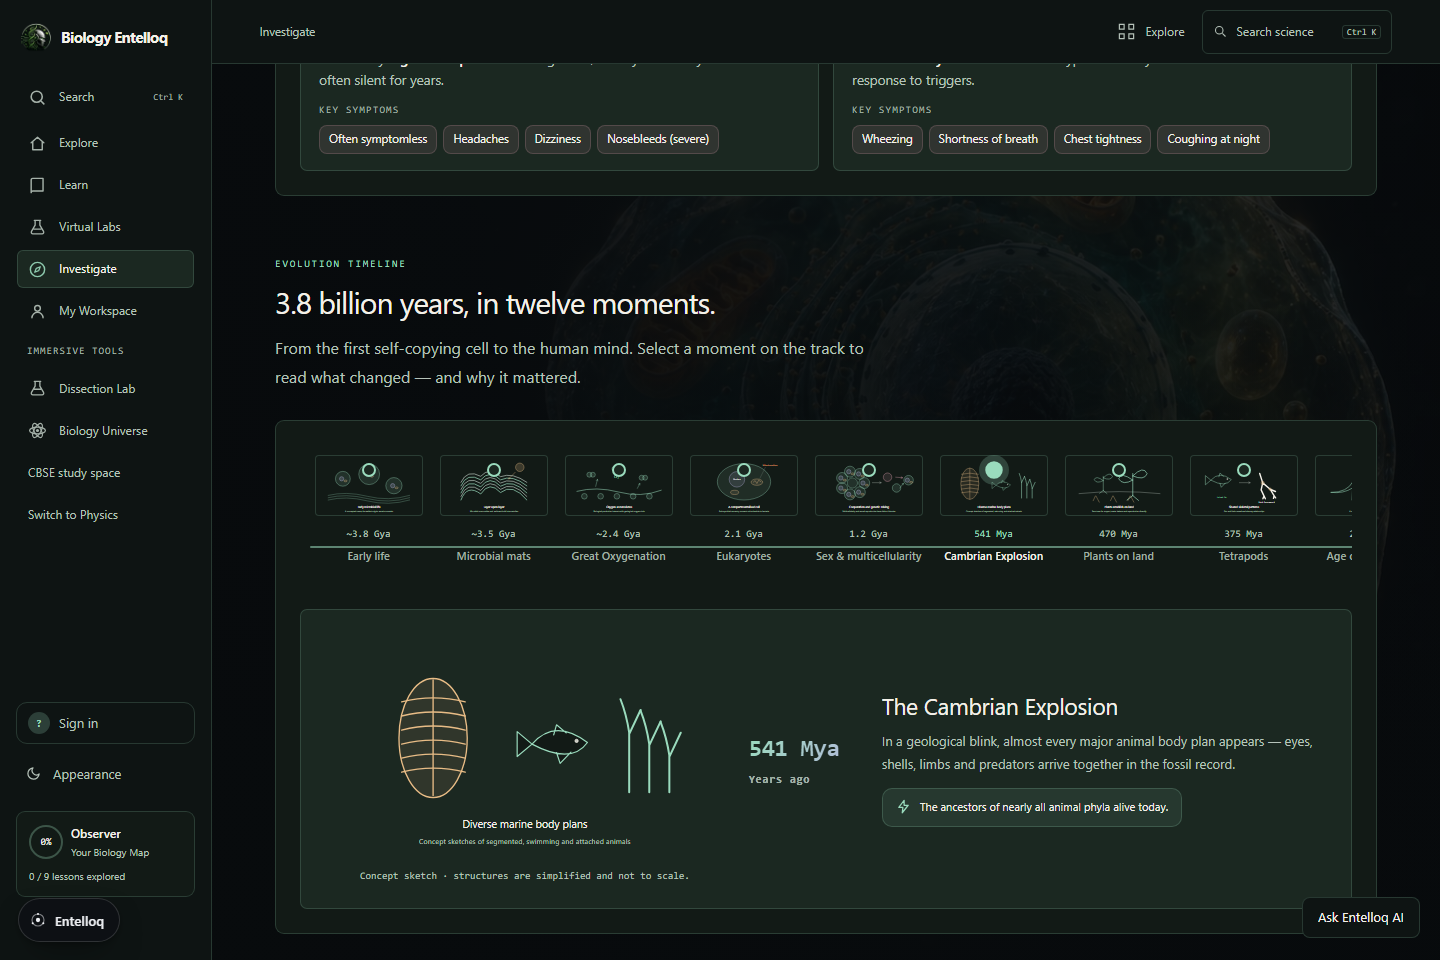 Biology Entelloq
Search Ctrl K
Explore
Learn
Virtual Labs
Investigate
My Workspace
IMMERSIVE TOOLS
Dissection Lab
Biology Universe
CBSE study space
Switch to Physics
? Sign in
Appearance
0% Observer
Your Biology Map
0 / 9 lessons explored
Entelloq
Investigate
Explore
Search science Ctrl K
often silent for years.
KEY SYMPTOMS
Often symptomless Headaches Dizziness Nosebleeds (severe)
response to triggers.
KEY SYMPTOMS
Wheezing Shortness of breath Chest tightness Coughing at night
EVOLUTION TIMELINE
3.8 billion years, in twelve moments.
From the first self-copying cell to the human mind. Select a moment on the track to
read what changed — and why it mattered.
~3.8 Gya
Early life
~3.5 Gya
Microbial mats
~2.4 Gya
Great Oxygenation
2.1 Gya
Eukaryotes
1.2 Gya
Sex & multicellularity
541 Mya
Cambrian Explosion
470 Mya
Plants on land
375 Mya
Tetrapods
Age
Diverse marine body plans
Concept sketches of segmented, swimming and attached animals
Concept sketch · structures are simplified and not to scale.
541 Mya
Years ago
The Cambrian Explosion
In a geological blink, almost every major animal body plan appears — eyes,
shells, limbs and predators arrive together in the fossil record.
The ancestors of nearly all animal phyla alive today.
Ask Entelloq AI